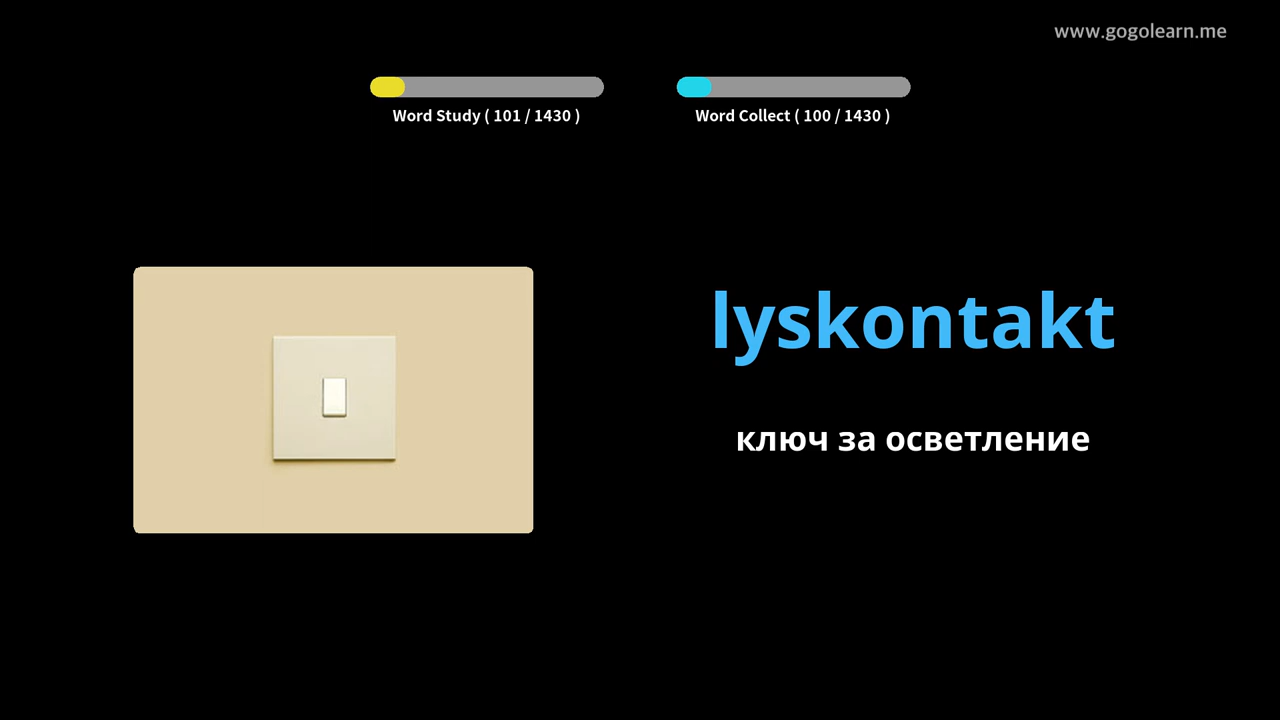 www.gogolearn.me
Word Study ( 101 / 1430 )
Word Collect ( 100 / 1430 )
lyskontakt
ключ за осветление